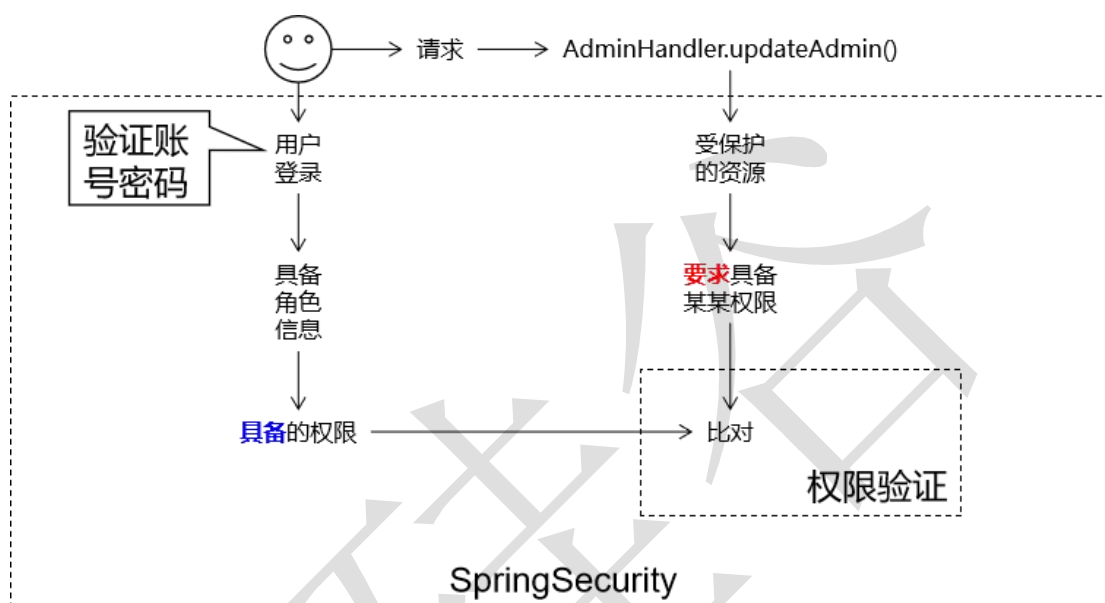 请求
AdminHandler.updateAdmin()
验证账
号密码
用户
登录
受保护
的资源
具备
角色
信息
要求具备
某某权限
具备的权限
比对
权限验证
SpringSecurity